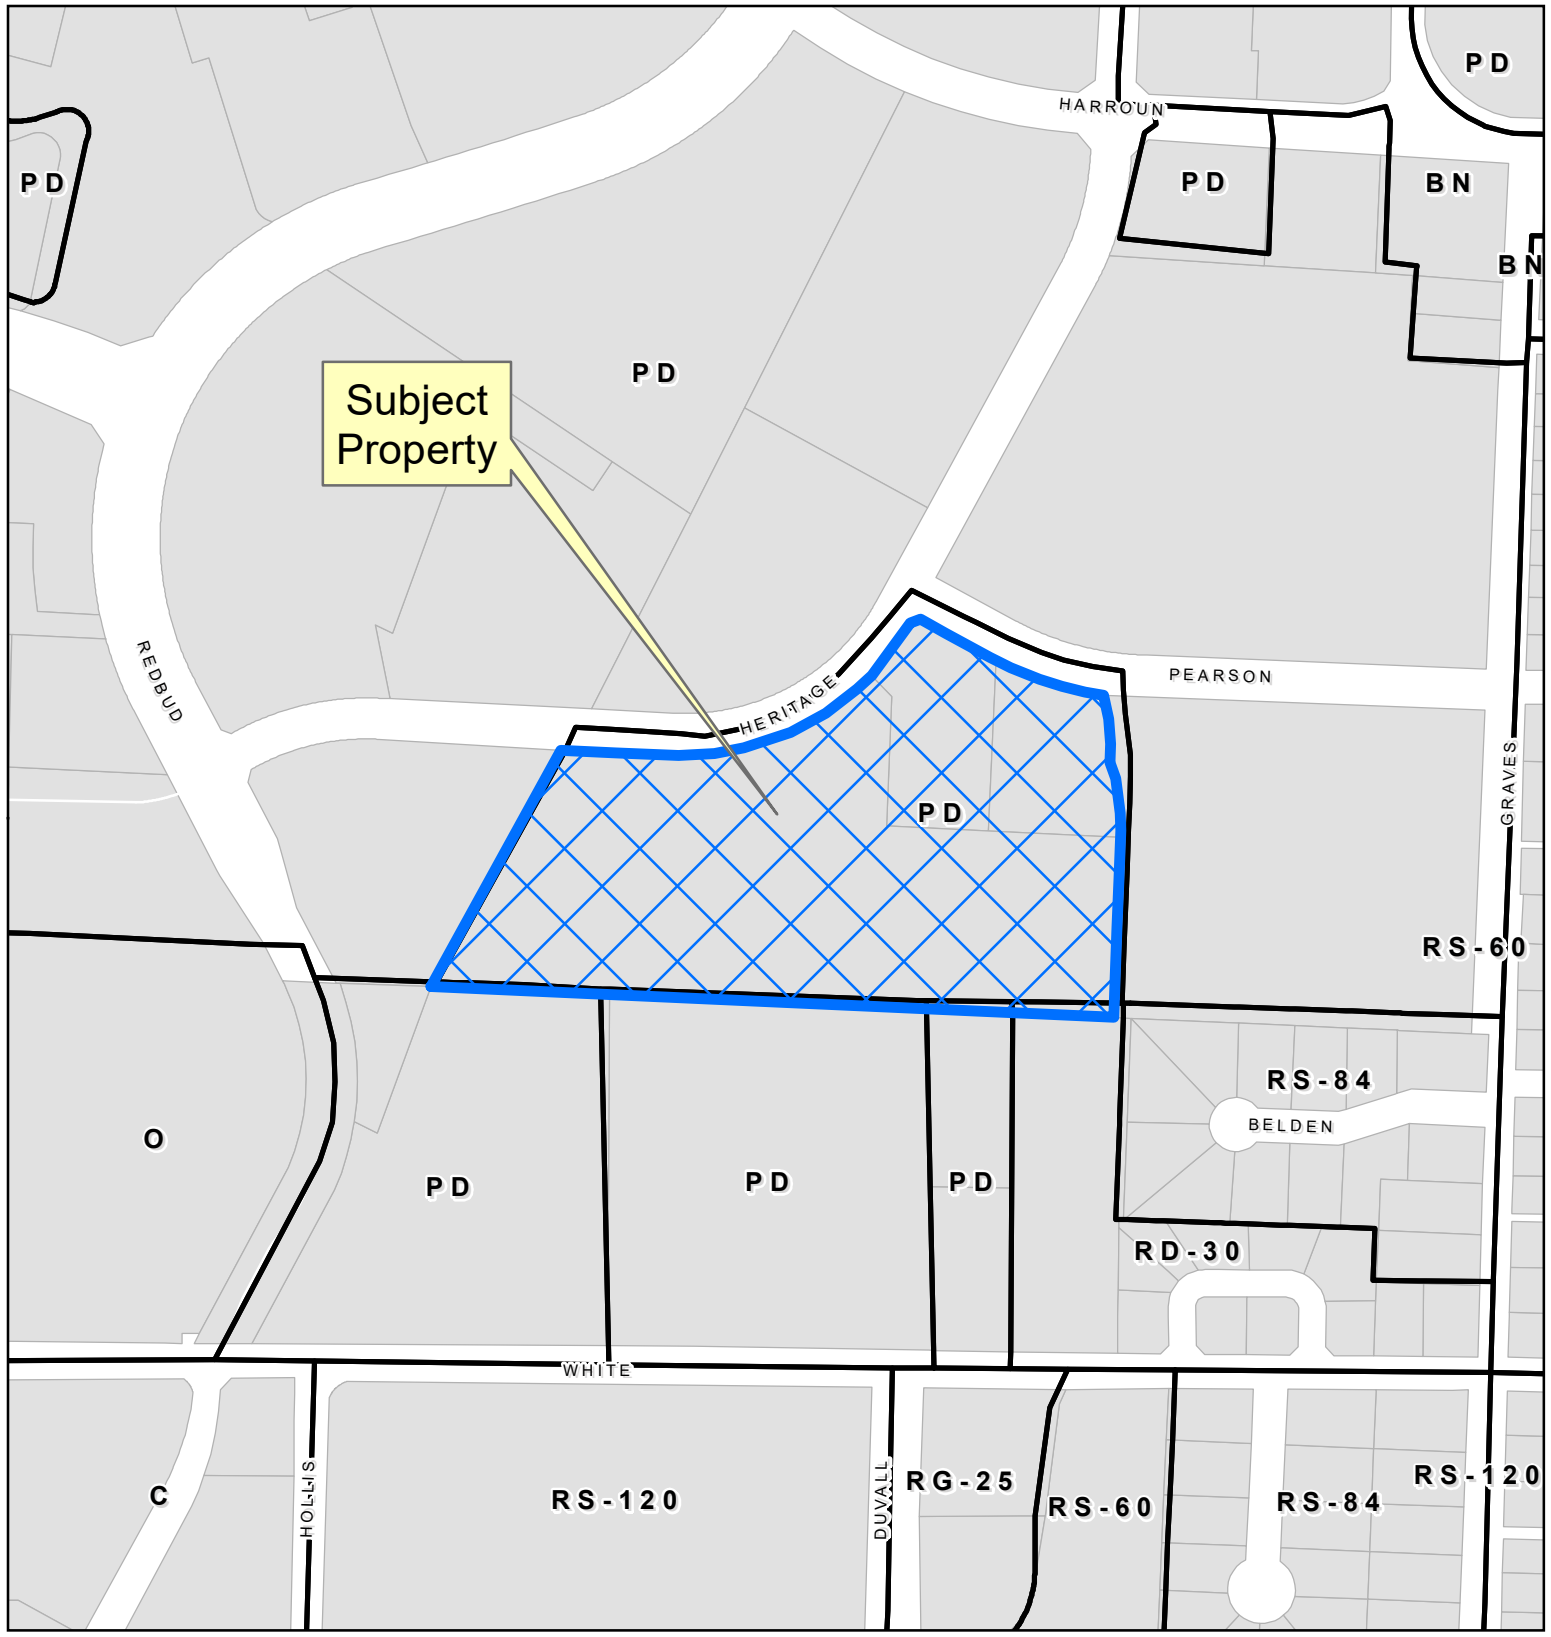 PD
HARROUN
PD
PD
BN
BN
PD
Subject
Property
REDBUD
HERITAGE
PEARSON
GRAVES
PD
RS-60
RS-84
BELDEN
O
PD
PD
PD
RD-30
WHITE
C
HOLLIS
RS-120
DUVALL
RG-25
RS-60
RS-84
RS-120